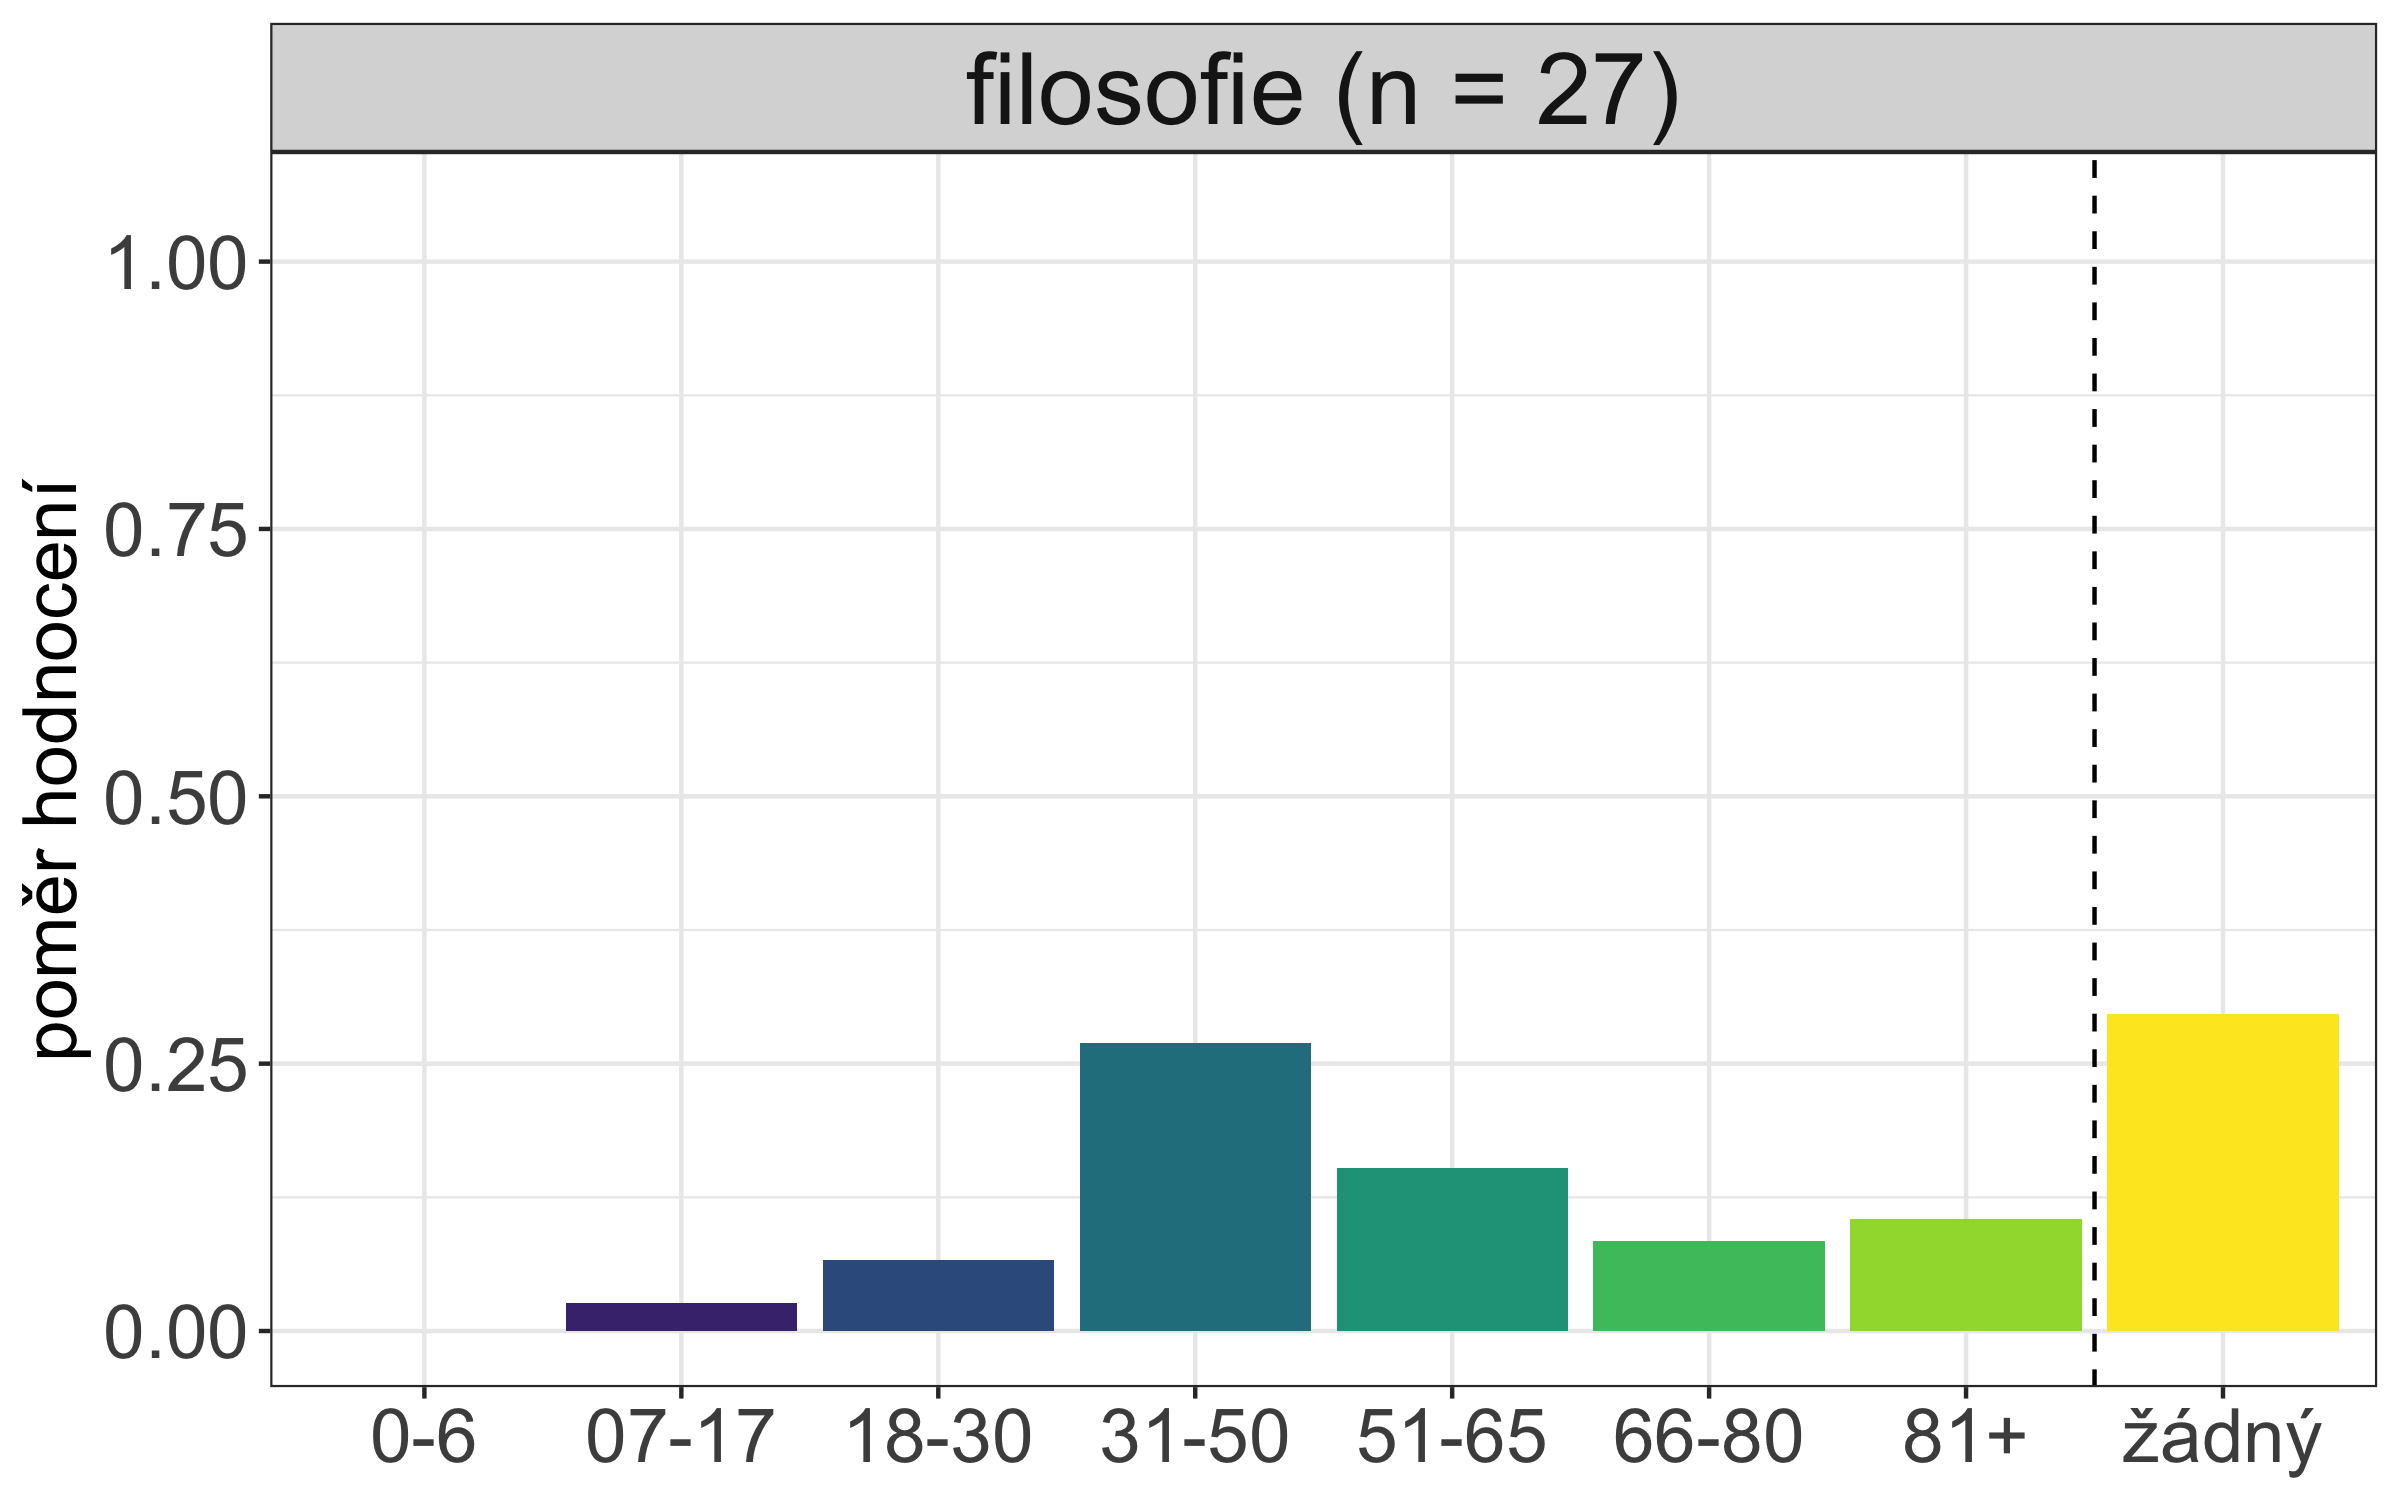 filosofie (n = 27)
poměr hodnocení
1.00
0.75
0.50
0.25
0.00
0-6 07-17 18-30 31-50 51-65 66-80 81+ žádný